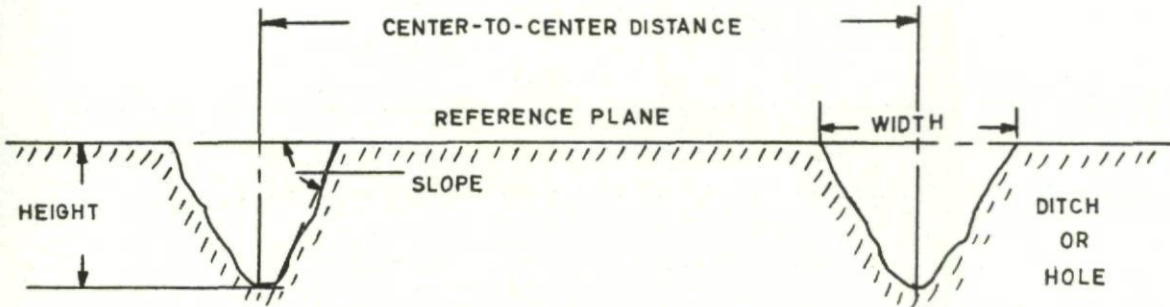 CENTER-TO-CENTER DISTANCE
REFERENCE PLANE
WIDTH
SLOPE
HEIGHT
DITCH
OR
HOLE